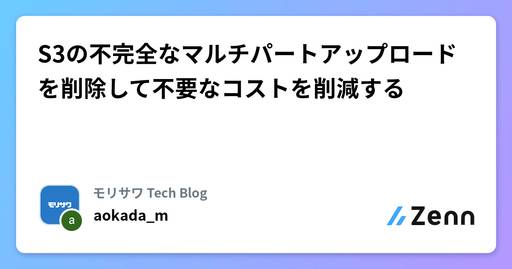 S3の不完全なマルチパートアップロード
を削除して不要なコストを削減する
モリサワ
モリサワ Tech Blog
a
aokada_m
Zenn